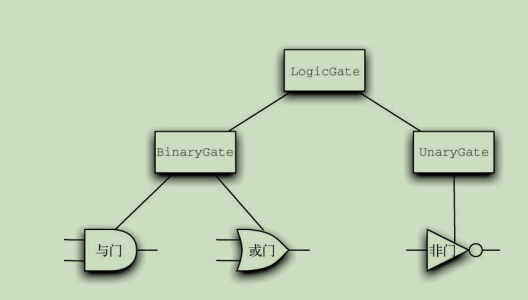 LogicGate
BinaryGate
UnaryGate
与门
或门
非门